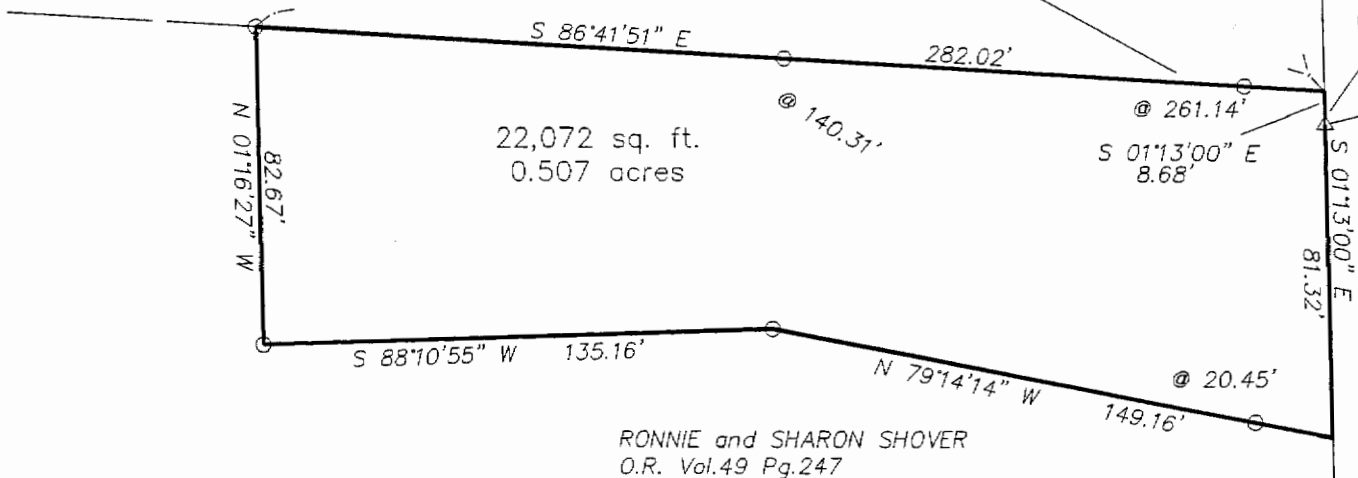 S 86°41'51" E
282.02'
@ 140.31'
@ 261.14'
S 01°13'00" E
8.68'
22,072 sq. ft.
0.507 acres
N 01°16'27" W
82.67'
S 01°13'00" E
81.32'
S 88°10'55" W 135.16'
N 79°14'14" W 149.16'
@ 20.45'
RONNIE and SHARON SHOVER
O.R. Vol.49 Pg.247